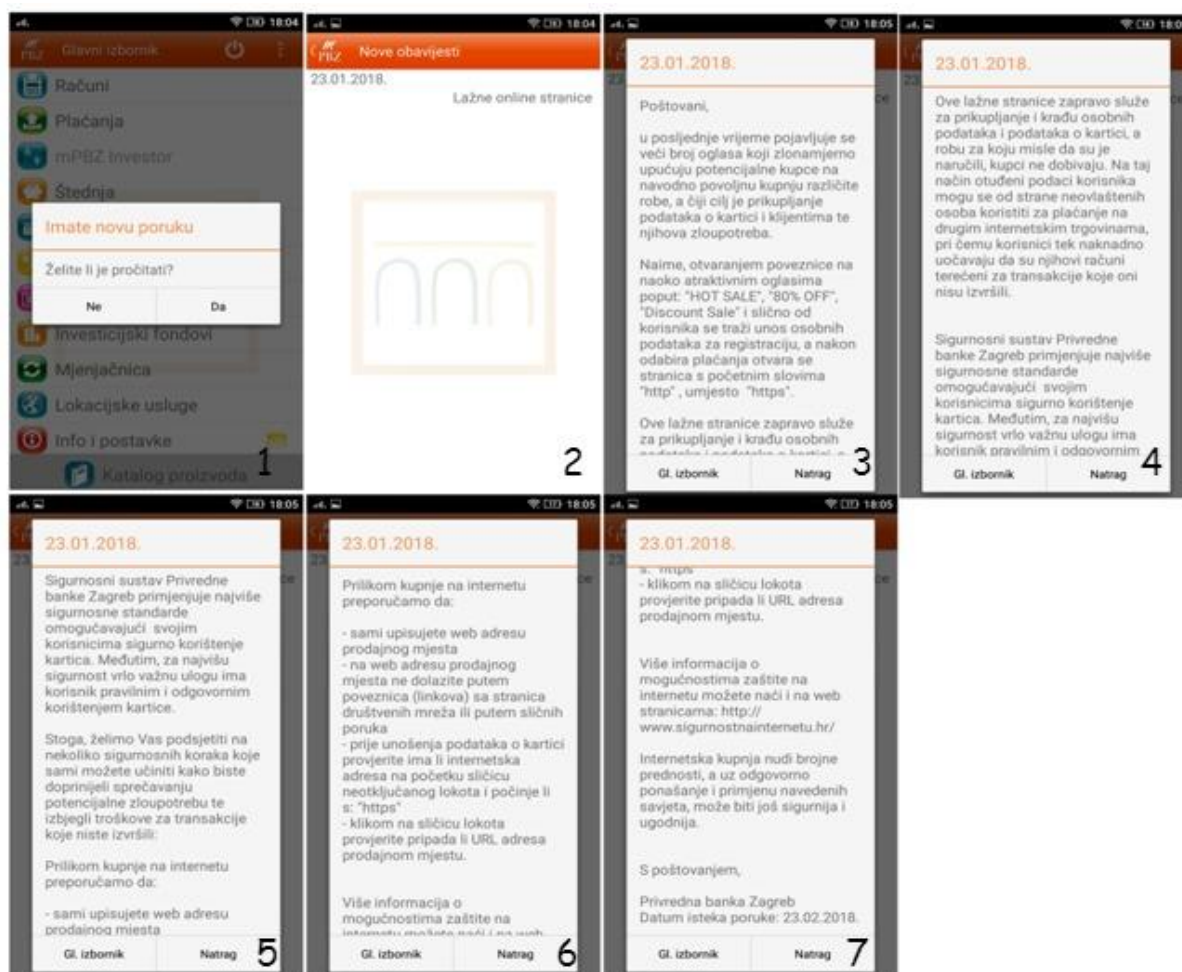 18:04
PBZ Glavni izbornik
Računi
Plaćanja
mPBZ Investor
Štednja
Imate novu poruku
Želite li je pročitati?
Ne Da
Investicijski fondovi
Mjenjačnica
Lokacijske usluge
Info i postavke
Katalog proizvoda
1
18:04
PBZ Nove obavijesti
23.01.2018.
Lažne online stranice
2
18:05
23.01.2018.
Poštovani,
u posljednje vrijeme pojavljuje se
veći broj oglasa koji zlonamjerno
upućuju potencijalne kupce na
navodno povoljnu kupnju različite
robe, a čiji cilj je prikupljanje
podataka o kartici i klijentima te
njihova zloupotreba.
Naime, otvaranjem poveznice na
naoko atraktivnim oglasima
poput: "HOT SALE", "80% OFF",
"Discount Sale" i slično od
korisnika se traži unos osobnih
podataka za registraciju, a nakon
odabira plaćanja otvara se
stranica s početnim slovima
"http" , umjesto "https".
Ove lažne stranice zapravo služe
za prikupljanje i krađu osobnih
Gl. izbornik Natrag
3
23.01.2018.
Ove lažne stranice zapravo služe
za prikupljanje i krađu osobnih
podataka i podataka o kartici, a
robu za koju misle da su je
naručili, kupci ne dobivaju. Na taj
način otuđeni podaci korisnika
mogu se od strane neovlaštenih
osoba koristiti za plaćanje na
drugim internetskim trgovinama,
pri čemu korisnici tek naknadno
uočavaju da su njihovi računi
terećeni za transakcije koje oni
nisu izvršili.
Sigurnosni sustav Privredne
banke Zagreb primjenjuje najviše
sigurnosne standarde
omogućavajući svojim
korisnicima sigurno korištenje
kartica. Međutim, za najvišu
sigurnost vrlo važnu ulogu ima
korisnik pravilnim i odgovornim
Gl. izbornik Natrag
4
18:05
23.01.2018.
Sigurnosni sustav Privredne
banke Zagreb primjenjuje najviše
sigurnosne standarde
omogućavajući svojim
korisnicima sigurno korištenje
kartica. Međutim, za najvišu
sigurnost vrlo važnu ulogu ima
korisnik pravilnim i odgovornim
korištenjem kartice.
Stoga, želimo Vas podsjetiti na
nekoliko sigurnosnih koraka koje
sami možete učiniti kako biste
doprinijeli sprečavanju
potencijalne zloupotrebu te
izbjegli troškove za transakcije
koje niste izvršili:
Prilikom kupnje na internetu
preporučamo da:
- sami upisujete web adresu
prodajnog mjesta
Gl. izbornik Natrag
5
18:05
23.01.2018.
Prilikom kupnje na internetu
preporučamo da:
- sami upisujete web adresu
prodajnog mjesta
- na web adresu prodajnog
mjesta ne dolazite putem
poveznica (linkova) sa stranica
društvenih mreža ili putem sličnih
poruka
- prije unošenja podataka o kartici
provjerite ima li internetska
adresa na početku sličicu
neotključanog lokota i počinje li
s: "https"
- klikom na sličicu lokota
provjerite pripada li URL adresa
prodajnom mjestu.
Više informacija o
mogućnostima zaštite na
internetu možete naći i na web
Gl. izbornik Natrag
6
18:05
23.01.2018.
s: "https
- klikom na sličicu lokota
provjerite pripada li URL adresa
prodajnom mjestu.
Više informacija o
mogućnostima zaštite na
internetu možete naći i na web
stranicama: http://
www.sigurnostnainternetu.hr/
Internetska kupnja nudi brojne
prednosti, a uz odgovorno
ponašanje i primjenu navedenih
savjeta, može biti još sigurnija i
ugodnija.
S poštovanjem,
Privredna banka Zagreb
Datum isteka poruke: 23.02.2018.
Gl. izbornik Natrag
7